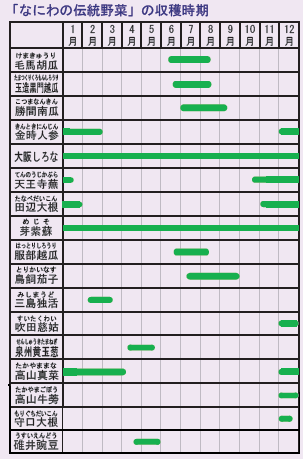 「なにわの伝統野菜」の収穫時期
1月 2月 3月 4月 5月 6月 7月 8月 9月 10月 11月 12月
けまきゅうり
毛馬胡瓜
たまつくりくろもんしろうり
玉造黒門越瓜
こつまなんきん
勝間南瓜
きんときにんじん
金時人参
大阪しろな
てんのうじかぶら
天王寺蕪
たなべだいこん
田辺大根
めじそ
芽紫蘇
はっとりしろうり
服部越瓜
とりかいなす
鳥飼茄子
みしまうど
三島独活
すいたくわい
吹田慈姑
せんしゅうきたまねぎ
泉州黄玉葱
たかやままな
高山真菜
たかやまごぼう
高山牛蒡
もりぐちだいこん
守口大根
うすいえんどう
碓井豌豆